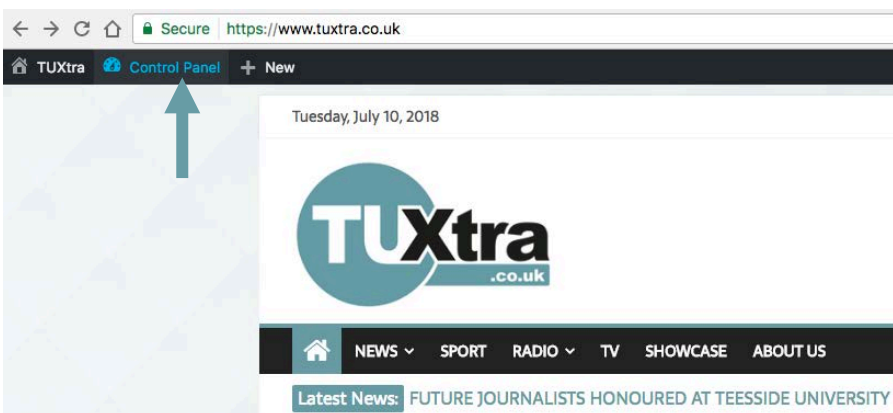 Secure https://www.tuxtra.co.uk
TUXtra Control Panel + New
Tuesday, July 10, 2018
TUXtra
.co.uk
NEWS SPORT RADIO TV SHOWCASE ABOUT US
Latest News: FUTURE JOURNALISTS HONOURED AT TEESSIDE UNIVERSITY